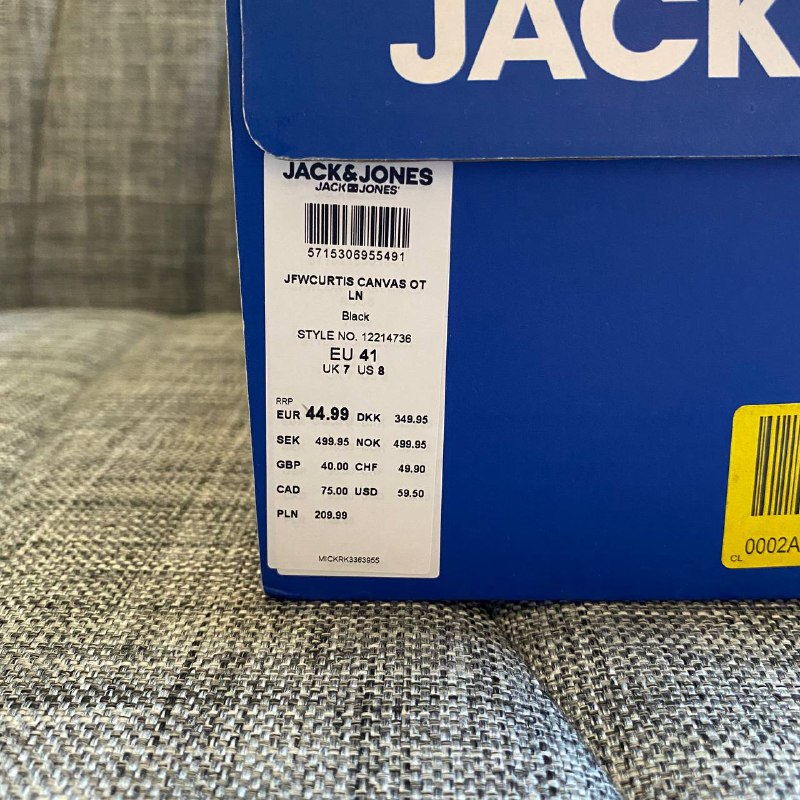 JACK
JACK&JONES
JACK JONES
5715306955491
JFWCURTIS CANVAS OT
LN
Black
STYLE NO. 12214736
EU 41
UK 7 US 8
RRP
EUR 44.99 DKK 349.95
SEK 499.95 NOK 499.95
GBP 40.00 CHF 49.90
CAD 75.00 USD 59.50
PLN 209.99
MICKRK3363955
CL 0002A